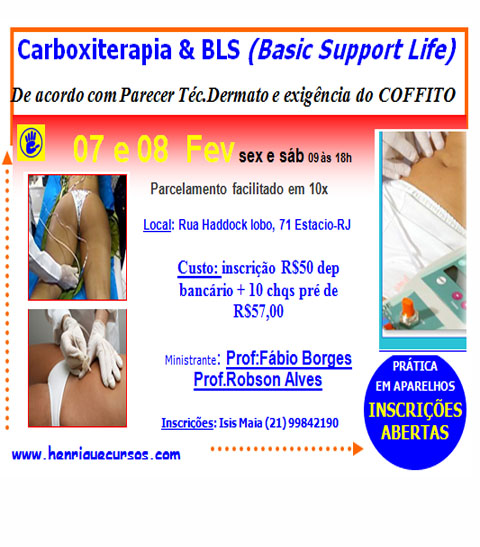 Carboxiterapia & BLS (Basic Support Life)
De acordo com Parecer Téc.Dermato e exigência do COFFITO
07 e 08 Fev sex e sáb 09 às 18h
Parcelamento facilitado em 10x
Local: Rua Haddock lobo, 71 Estacio-RJ
Custo: inscrição R$50 dep
bancário + 10 chqs pré de
R$57,00
Ministrante: Prof:Fábio Borges
Prof.Robson Alves
Inscrições: Isis Maia (21) 99842190
PRÁTICA
EM APARELHOS
INSCRIÇÕES
ABERTAS
www.henriquecursos.com